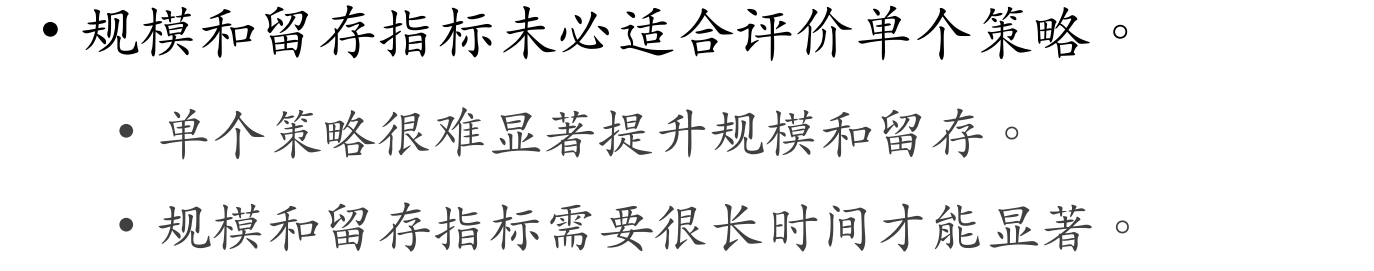 • 规模和留存指标未必适合评价单个策略。
• 单个策略很难显著提升规模和留存。
• 规模和留存指标需要很长时间才能显著。